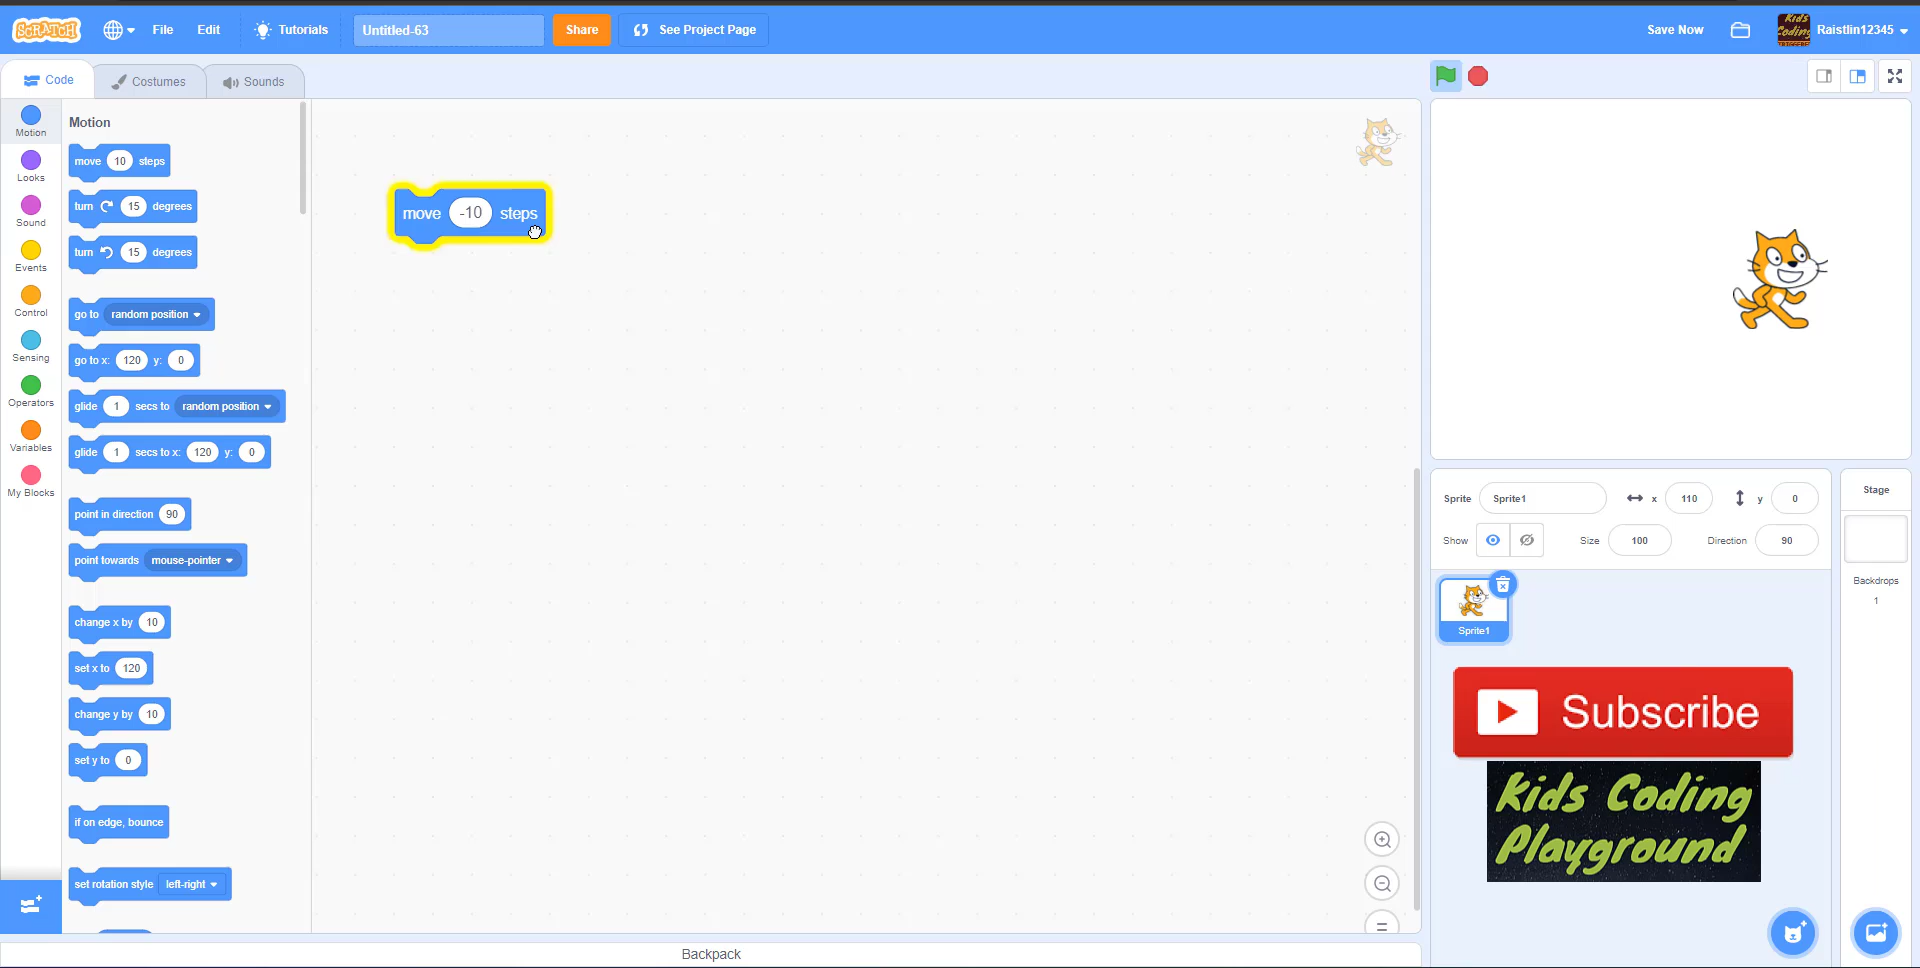 SCRATCH
File
Edit
Tutorials
Untitled-63
Share
See Project Page
Save Now
Kids
Coding
Raistlin12345
Code
Costumes
Sounds
Motion
Looks
Sound
Events
Control
Sensing
Operators
Variables
My Blocks
Motion
move 10 steps
turn 15 degrees
turn 15 degrees
go to random position
go to x: 120 y: 0
glide 1 secs to random position
glide 1 secs to x: 120 y: 0
point in direction 90
point towards mouse-pointer
change x by 10
set x to 120
change y by 10
set y to 0
if on edge, bounce
set rotation style left-right
move -10 steps
Sprite Sprite1 x 110 y 0
Show Size 100 Direction 90
Sprite1
Stage
Backdrops
1
Subscribe
Kids Coding
Playground
Backpack